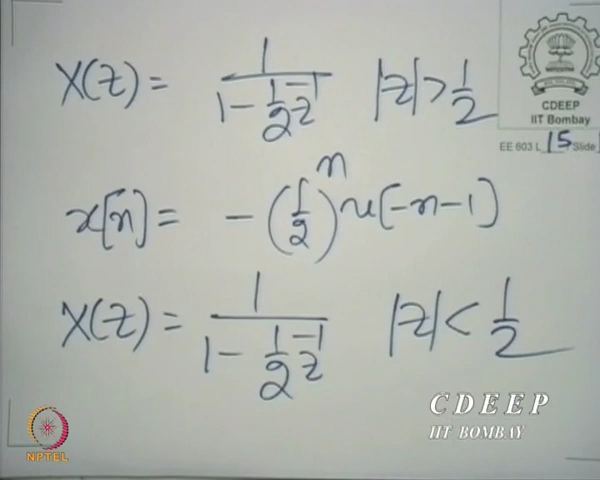 X(z) = 1 / (1 - 1/2 z^-1) |z| > 1/2
CDEEP
IIT Bombay
EE 603 L 15 Slide
x[n] = - (1/2)^n u[-n-1]
X(z) = 1 / (1 - 1/2 z^-1) |z| < 1/2
CDEEP
IIT BOMBAY
NPTEL